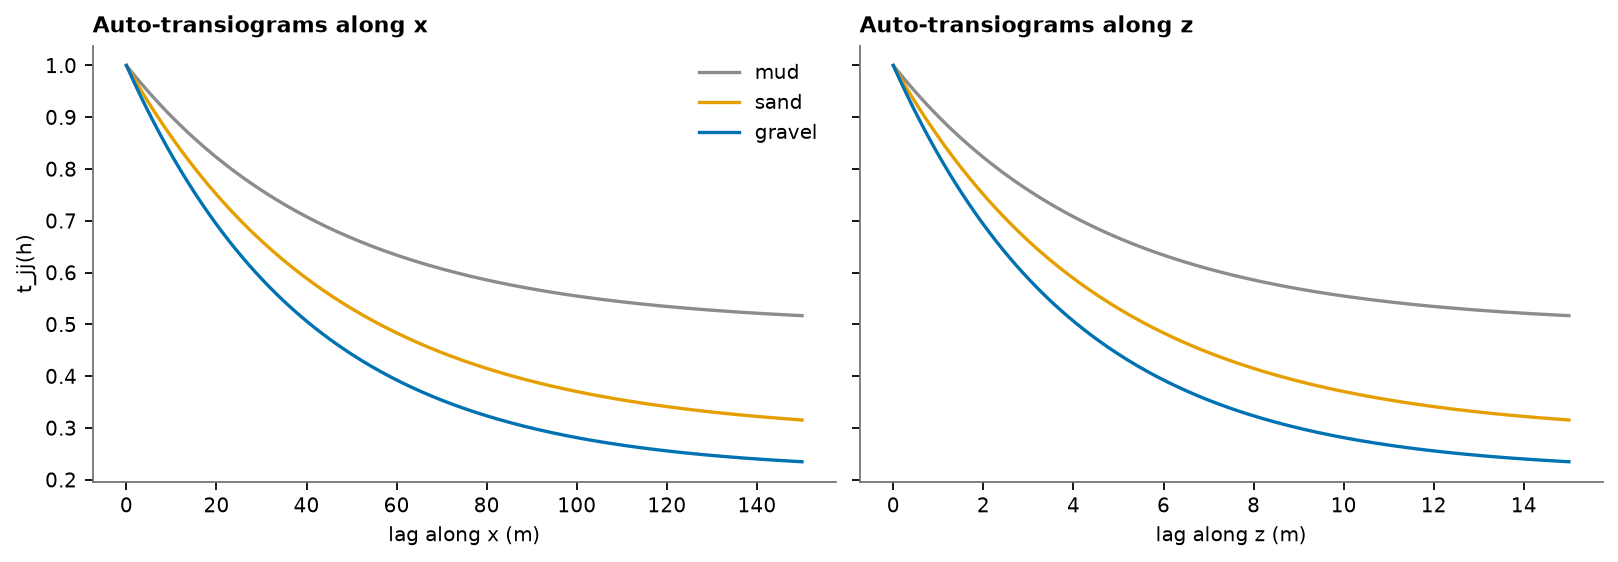 Auto-transiograms along x
t_jj(h)
1.0
0.9
0.8
0.7
0.6
0.5
0.4
0.3
0.2
mud
sand
gravel
0 20 40 60 80 100 120 140
lag along x (m)
Auto-transiograms along z
0 2 4 6 8 10 12 14
lag along z (m)